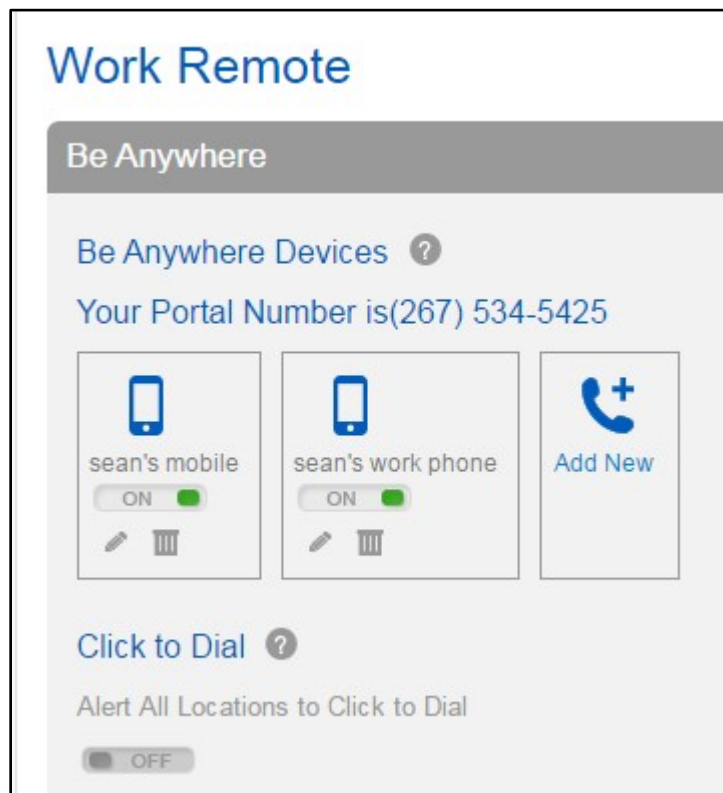 Work Remote
Be Anywhere
Be Anywhere Devices ?
Your Portal Number is(267) 534-5425
sean's mobile
ON
sean's work phone
ON
Add New
Click to Dial ?
Alert All Locations to Click to Dial
OFF